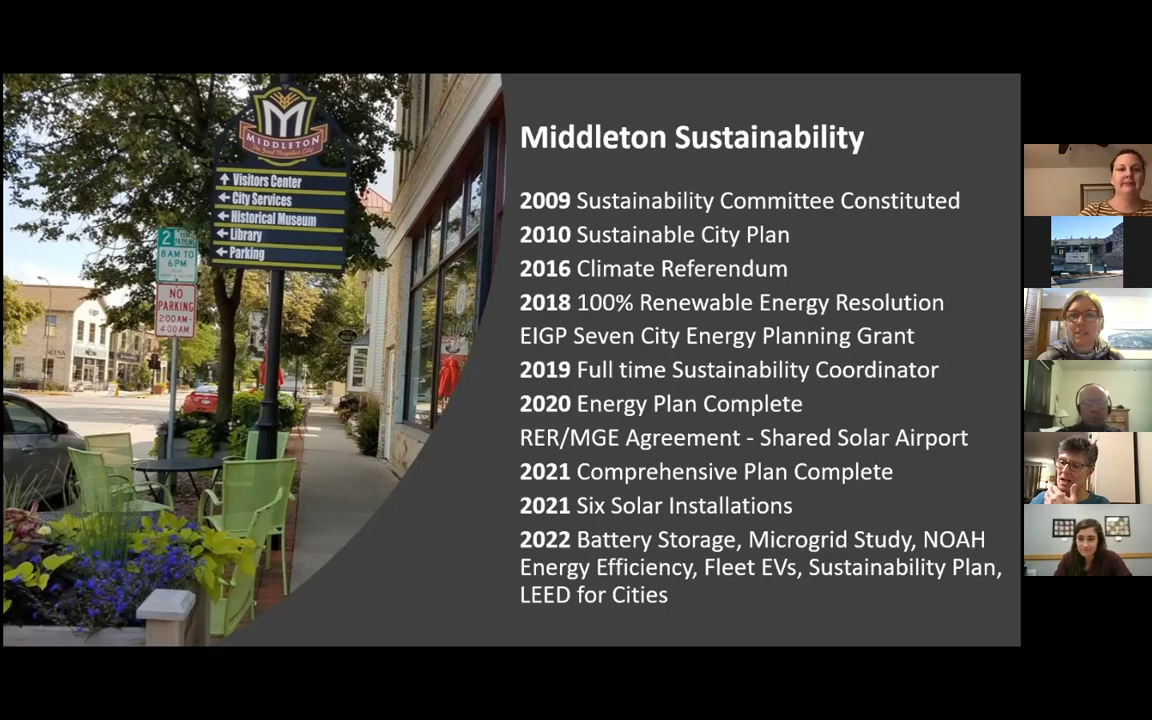 M
MIDDLETON
The Good Neighbor City
Visitors Center
City Services
Historical Museum
Library
Parking
2
8AM TO
6PM
NO
PARKING
2:00AM-
4:00AM
Middleton Sustainability
2009 Sustainability Committee Constituted
2010 Sustainable City Plan
2016 Climate Referendum
2018 100% Renewable Energy Resolution
EIGP Seven City Energy Planning Grant
2019 Full time Sustainability Coordinator
2020 Energy Plan Complete
RER/MGE Agreement - Shared Solar Airport
2021 Comprehensive Plan Complete
2021 Six Solar Installations
2022 Battery Storage, Microgrid Study, NOAH
Energy Efficiency, Fleet EVs, Sustainability Plan,
LEED for Cities